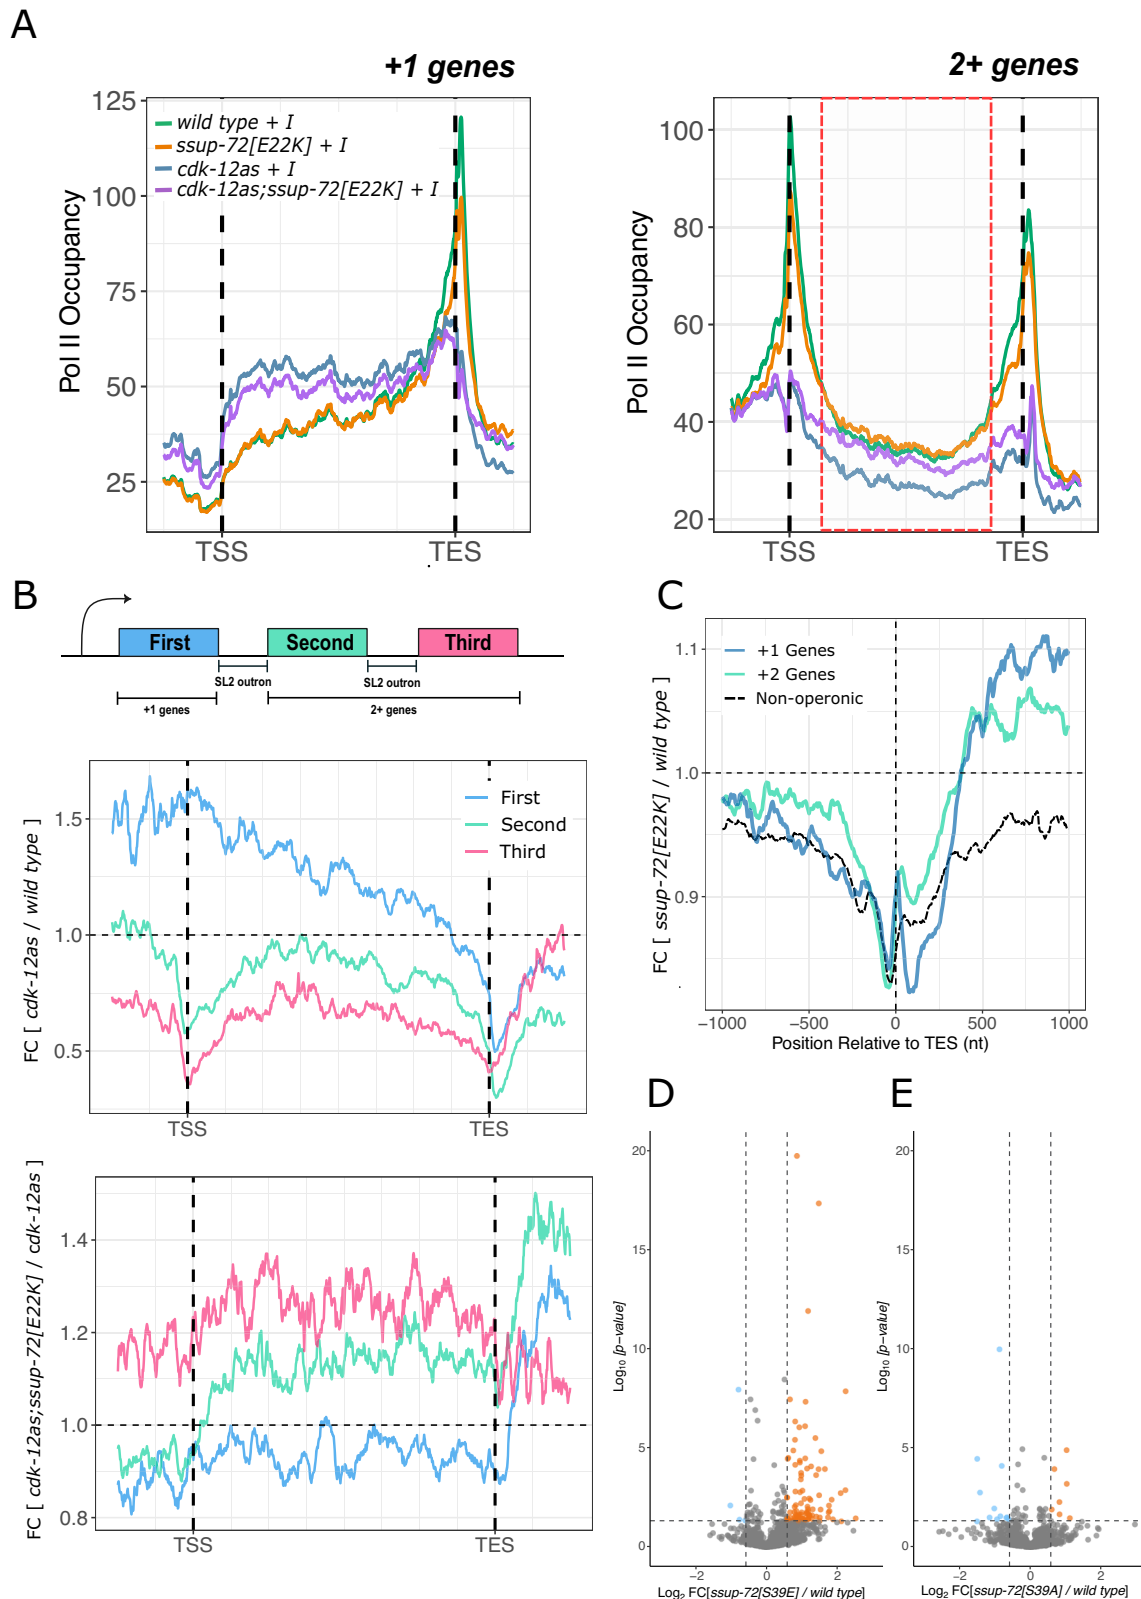 A
+1 genes
2+ genes
Pol II Occupancy
125
100
75
50
25
wild type + I
ssup-72[E22K] + I
cdk-12as + I
cdk-12as;ssup-72[E22K] + I
TSS
TES
Pol II Occupancy
100
80
60
40
20
TSS
TES
B
First
Second
Third
SL2 outron
SL2 outron
+1 genes
2+ genes
FC [ cdk-12as / wild type ]
1.5
1.0
0.5
First
Second
Third
TSS
TES
FC [ cdk-12as;ssup-72[E22K] / cdk-12as ]
1.4
1.2
1.0
0.8
TSS
TES
C
FC [ ssup-72[E22K] / wild type ]
1.1
1.0
0.9
+1 Genes
+2 Genes
Non-operonic
−1000
−500
0
500
1000
Position Relative to TES (nt)
D
Log10 [p−value]
20
15
10
5
0
−2
0
2
Log2 FC[ssup-72[S39E] / wild type]
E
Log10 [p−value]
20
15
10
5
0
−2
0
2
Log2 FC[ssup-72[S39A] / wild type]